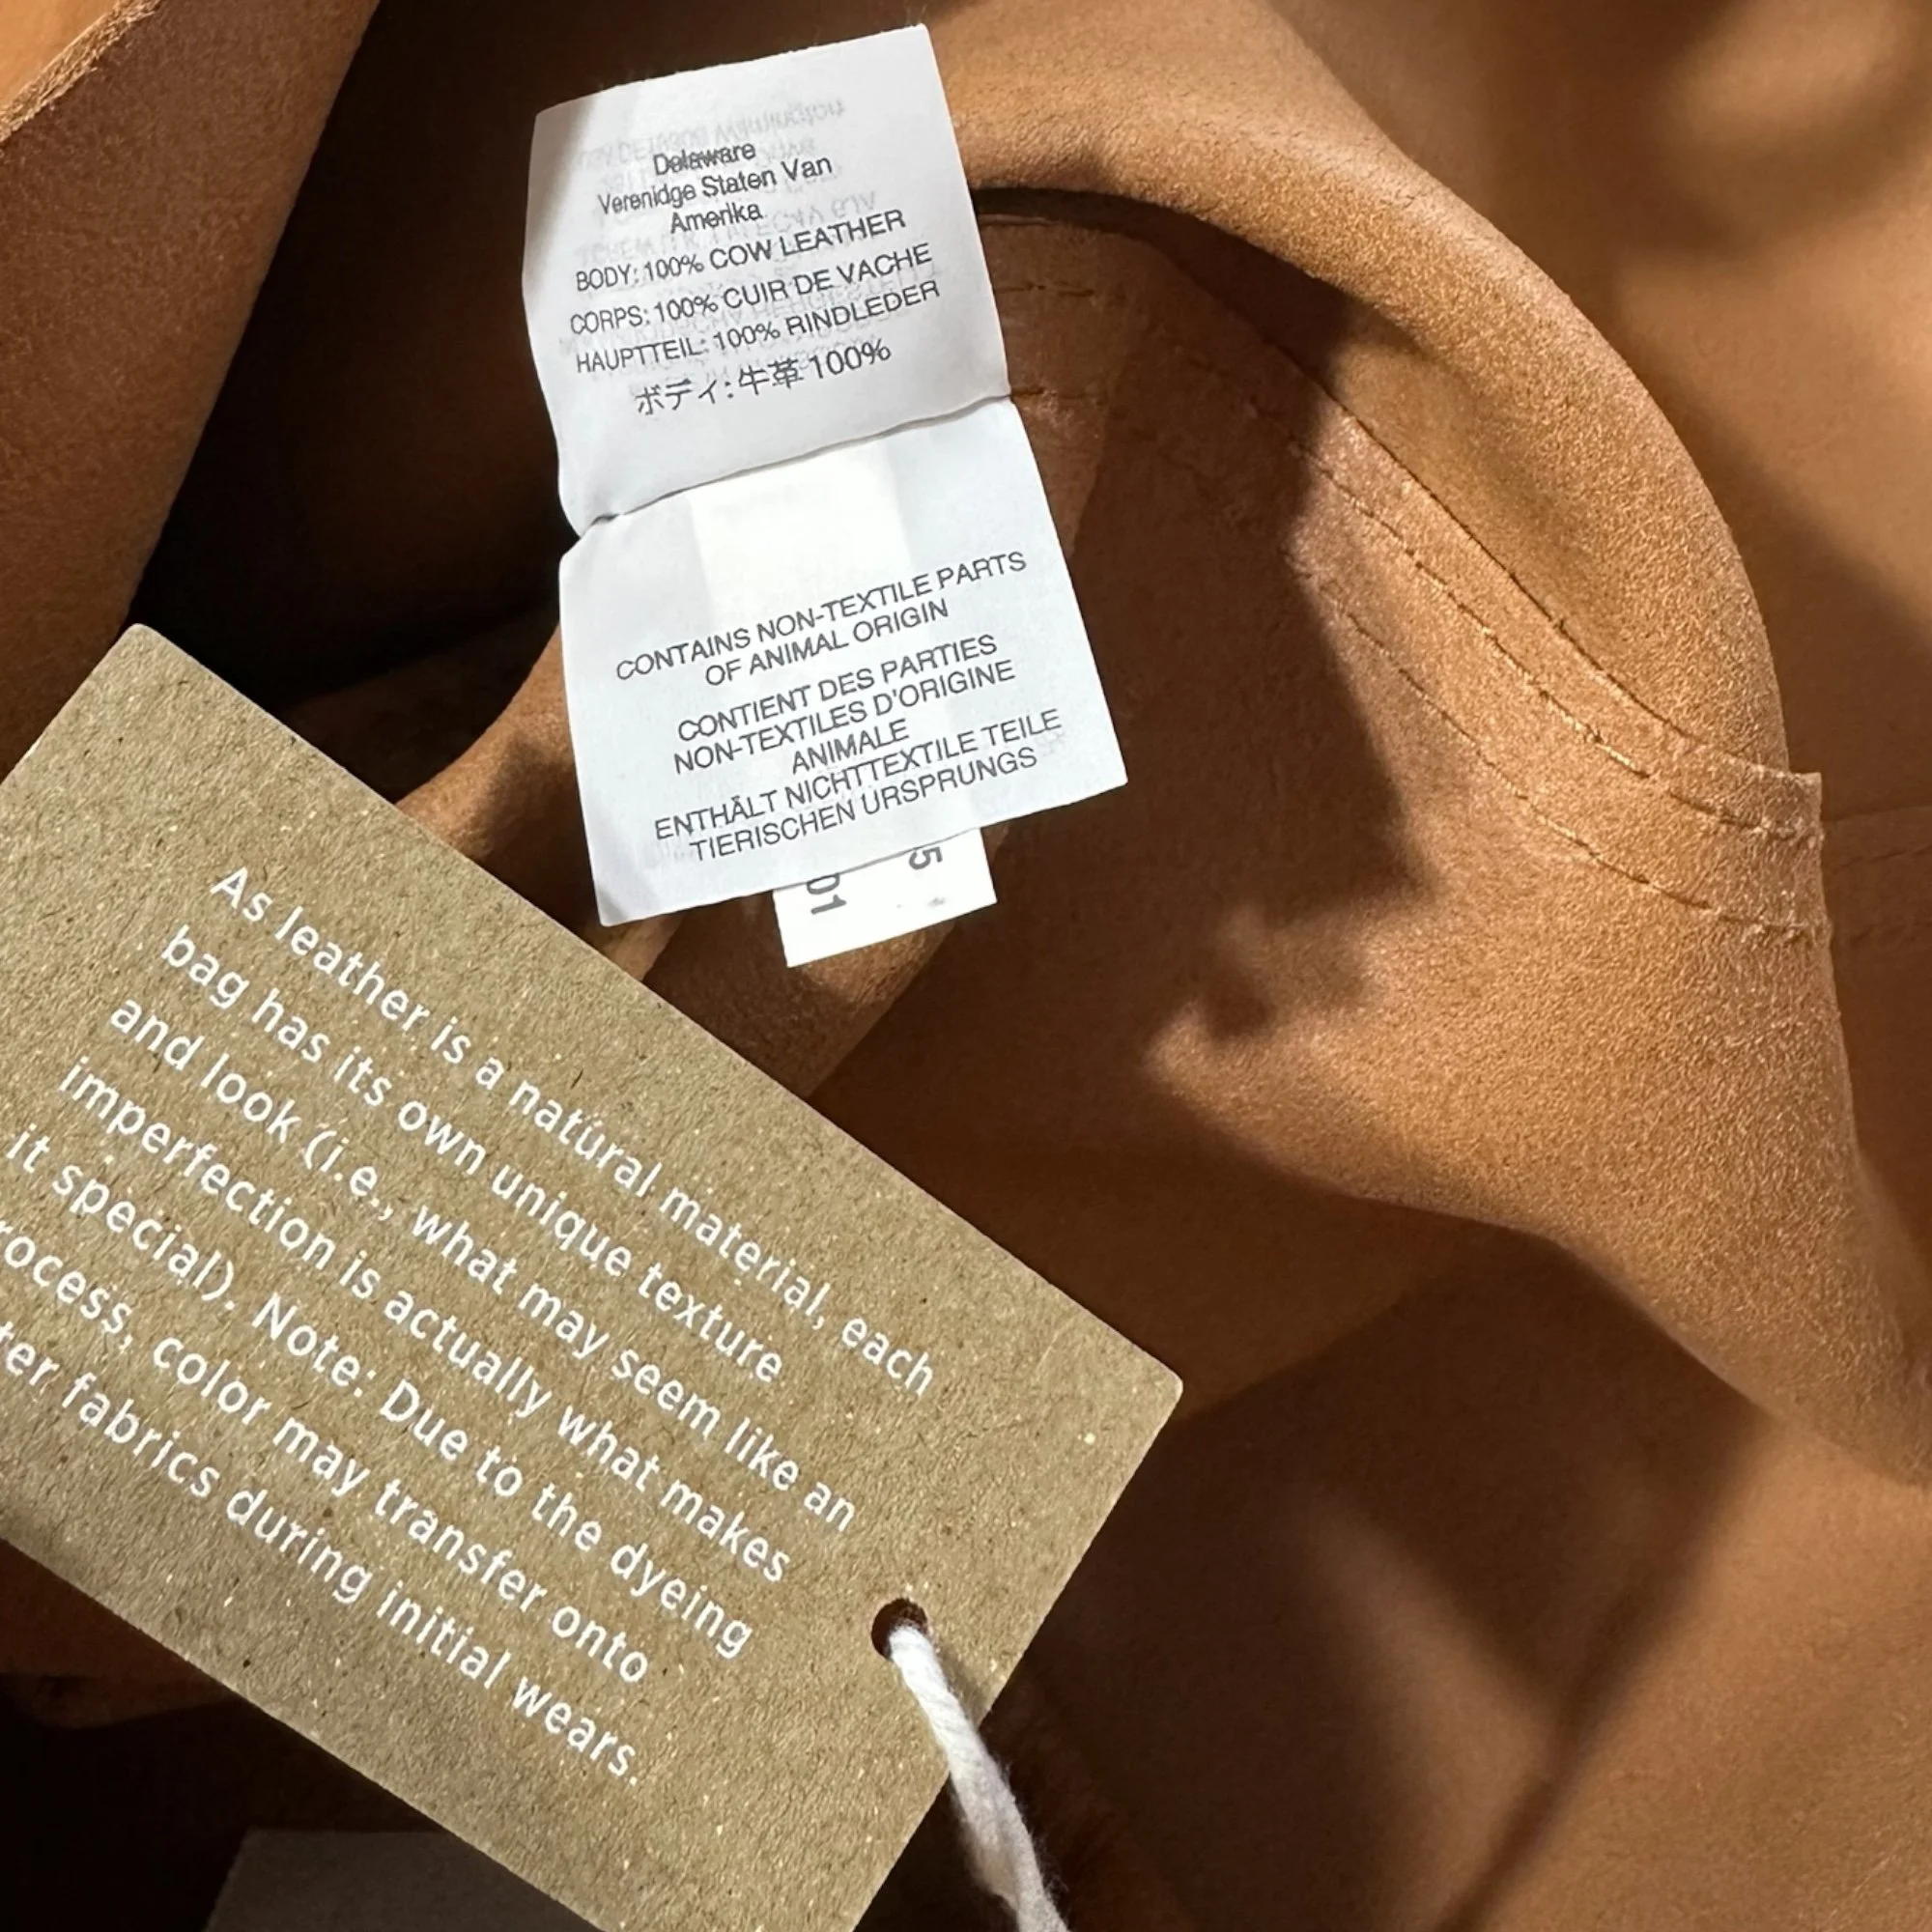 Delaware
Verenidge Staten Van
Amerika
BODY: 100% COW LEATHER
CORPS: 100% CUIR DE VACHE
HAUPTTEIL: 100% RINDLEDER
ボディ: 牛革 100%
CONTAINS NON-TEXTILE PARTS
OF ANIMAL ORIGIN
CONTIENT DES PARTIES
NON-TEXTILES D'ORIGINE
ANIMALE
ENTHÄLT NICHTTEXTILE TEILE
TIERISCHEN URSPRUNGS
5
01
As leather is a natural material, each
bag has its own unique texture
and look (i.e., what may seem like an
imperfection is actually what makes
it special). Note: Due to the dyeing
rocess, color may transfer onto
fabrics during initial wears.